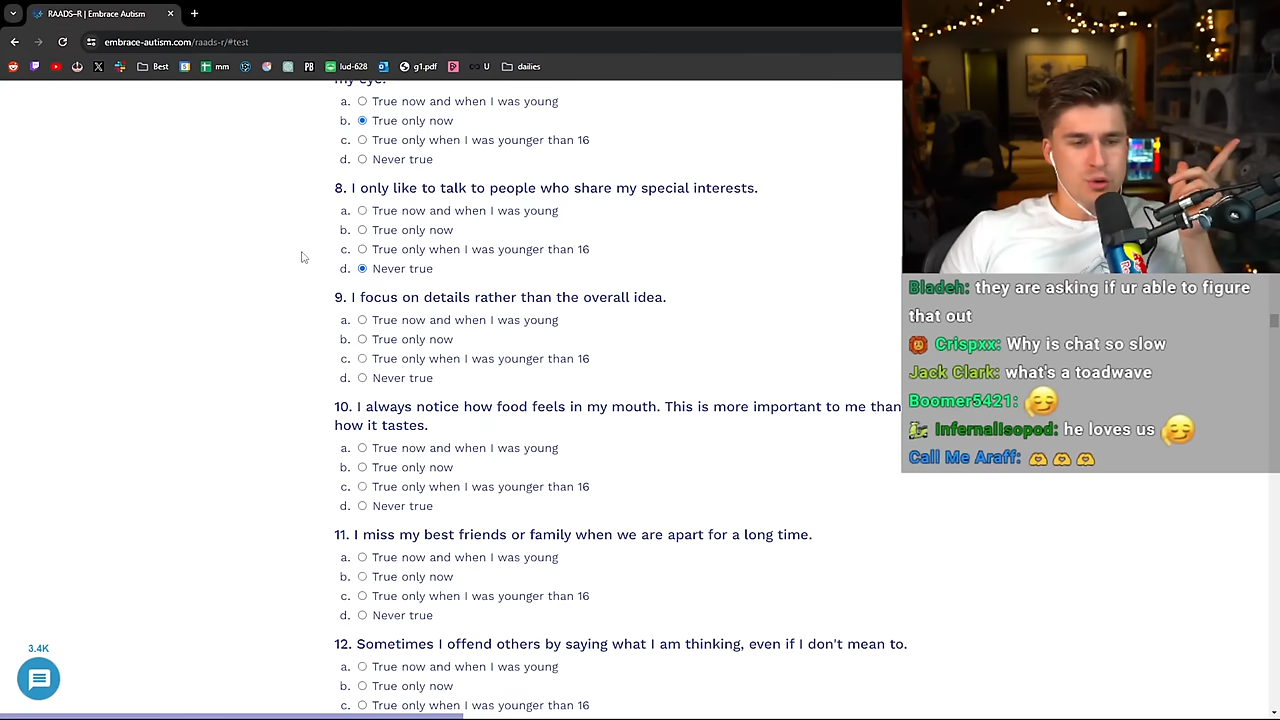 RAADS–R | Embrace Autism
embrace-autism.com/raads-r/#test
Best
mm
PB
lud-628
g1.pdf
U
dailies
my eye.
a. True now and when I was young
b. True only now
c. True only when I was younger than 16
d. Never true
8. I only like to talk to people who share my special interests.
a. True now and when I was young
b. True only now
c. True only when I was younger than 16
d. Never true
9. I focus on details rather than the overall idea.
a. True now and when I was young
b. True only now
c. True only when I was younger than 16
d. Never true
10. I always notice how food feels in my mouth. This is more important to me than
how it tastes.
a. True now and when I was young
b. True only now
c. True only when I was younger than 16
d. Never true
11. I miss my best friends or family when we are apart for a long time.
a. True now and when I was young
b. True only now
c. True only when I was younger than 16
d. Never true
12. Sometimes I offend others by saying what I am thinking, even if I don't mean to.
a. True now and when I was young
b. True only now
c. True only when I was younger than 16
3.4K
Bladeh: they are asking if ur able to figure
that out
Crispxx: Why is chat so slow
Jack Clark: what's a toadwave
Boomer5421:
InfernalIsopod: he loves us
Call Me Araff: